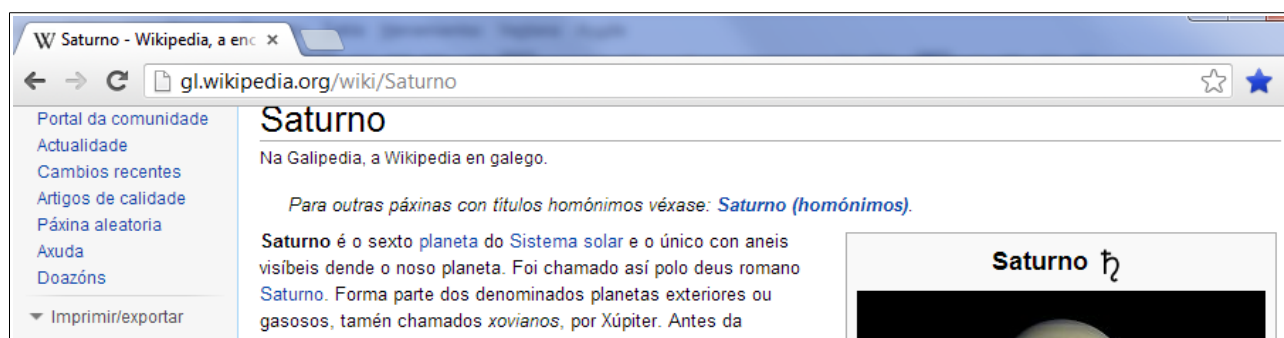 Saturno - Wikipedia, a enc
gl.wikipedia.org/wiki/Saturno
Portal da comunidade
Actualidade
Cambios recentes
Artigos de calidade
Páxina aleatoria
Axuda
Doazóns
Imprimir/exportar
Saturno
Na Galipedia, a Wikipedia en galego.
Para outras páxinas con títulos homónimos véxase: Saturno (homónimos).
Saturno é o sexto planeta do Sistema solar e o único con aneis
visíbeis dende o noso planeta. Foi chamado así polo deus romano
Saturno. Forma parte dos denominados planetas exteriores ou
gasosos, tamén chamados xovianos, por Xúpiter. Antes da
Saturno ♄